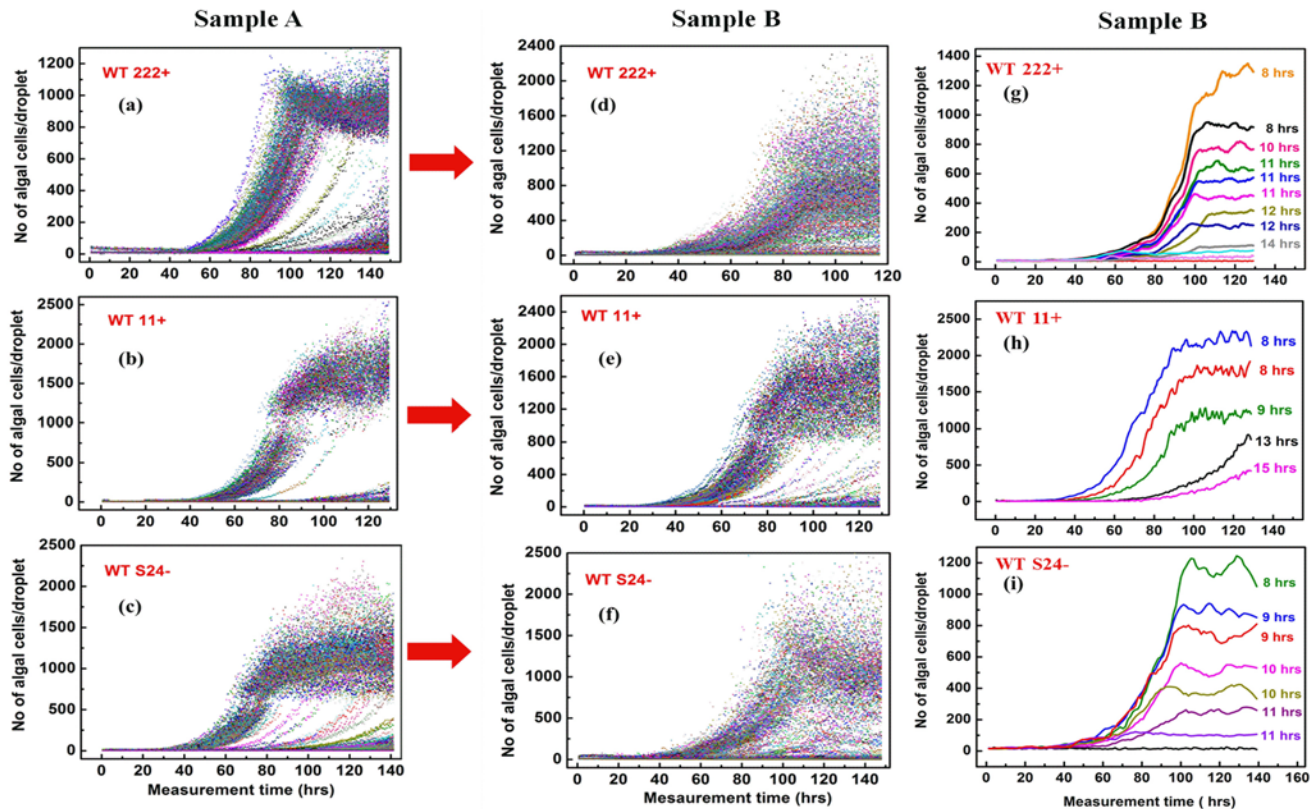 Sample A
Sample B
Sample B
No of algal cells/droplet
1200
1000
800
600
400
200
0
WT 222+
(a)
0 20 40 60 80 100 120 140
No of agal cells/droplet
2400
2000
1600
1200
800
400
0
WT 222+
(d)
0 20 40 60 80 100 120
No of algal cells/droplet
1400
1200
1000
800
600
400
200
0
WT 222+
(g)
8 hrs
8 hrs
10 hrs
11 hrs
11 hrs
11 hrs
12 hrs
12 hrs
14 hrs
0 20 40 60 80 100 120 140
No of algal cells/droplet
2500
2000
1500
1000
500
0
WT 11+
(b)
0 20 40 60 80 100 120
No of algal cells/droplet
2400
2000
1600
1200
800
400
0
WT 11+
(e)
0 20 40 60 80 100 120
No of algal cells/droplet
2500
2000
1500
1000
500
0
WT 11+
(h)
8 hrs
8 hrs
9 hrs
13 hrs
15 hrs
0 20 40 60 80 100 120 140
No of algal cells/droplet
2500
2000
1500
1000
500
0
WT S24-
(c)
0 20 40 60 80 100 120 140
Measurement time (hrs)
No of algal cells/droplet
2500
2000
1500
1000
500
0
WT S24-
(f)
0 20 40 60 80 100 120 140
Mesaurement time (hrs)
No of algal cells/droplet
1200
1000
800
600
400
200
0
WT S24-
(i)
8 hrs
9 hrs
9 hrs
10 hrs
10 hrs
11 hrs
11 hrs
0 20 40 60 80 100 120 140 160
Measurement time ( hrs)